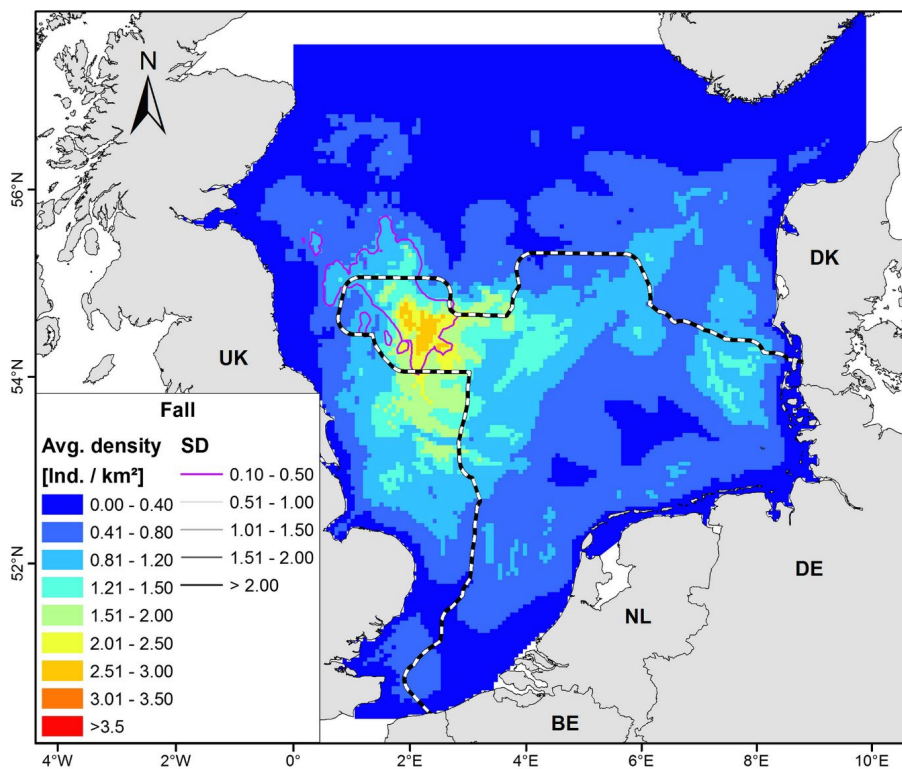 N
56°N
54°N
52°N
UK
DK
DE
NL
BE
Fall
Avg. density SD
[Ind. / km²]
0.00 - 0.40
0.41 - 0.80
0.81 - 1.20
1.21 - 1.50
1.51 - 2.00
2.01 - 2.50
2.51 - 3.00
3.01 - 3.50
>3.5
0.10 - 0.50
0.51 - 1.00
1.01 - 1.50
1.51 - 2.00
> 2.00
4°W 2°W 0° 2°E 4°E 6°E 8°E 10°E